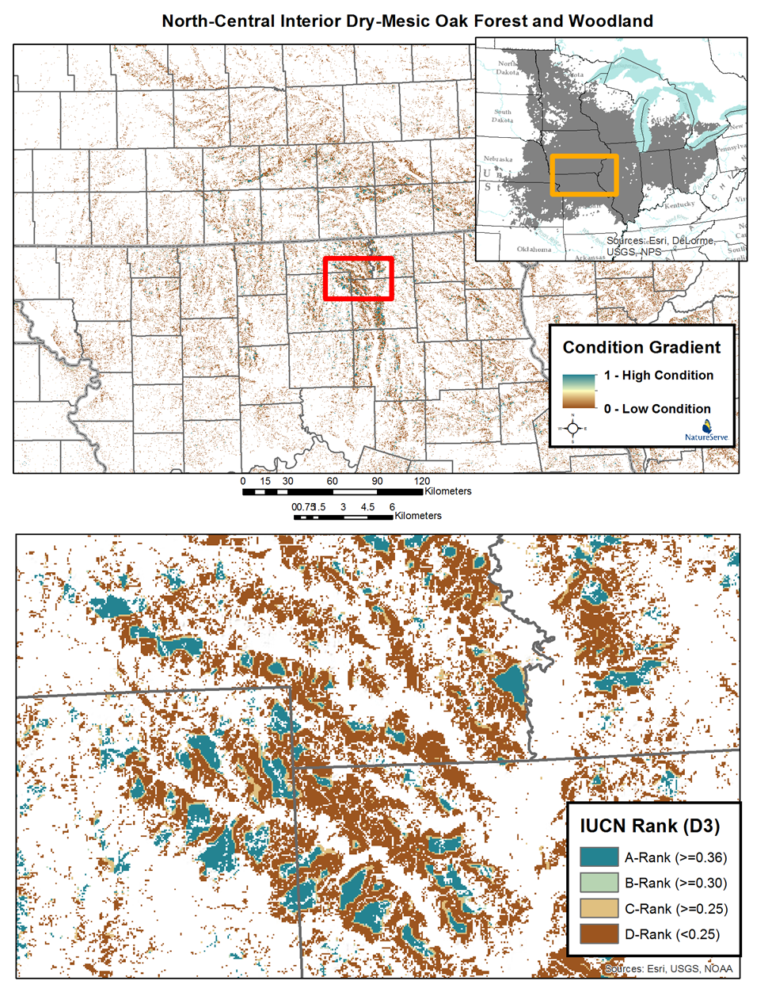 North-Central Interior Dry-Mesic Oak Forest and Woodland
North
Dakota
South
Dakota
Nebraska
Michigan
New
Pennsylva
Kentucky
Oklahoma
Arkansas
Sources: Esri, DeLorme,
USGS, NPS
Condition Gradient
1 - High Condition
0 - Low Condition
N
W
E
S
NatureServe
0 15 30 60 90 120
Kilometers
0 0.75 1.5 3 4.5 6
Kilometers
IUCN Rank (D3)
A-Rank (>=0.36)
B-Rank (>=0.30)
C-Rank (>=0.25)
D-Rank (<0.25)
Sources: Esri, USGS, NOAA